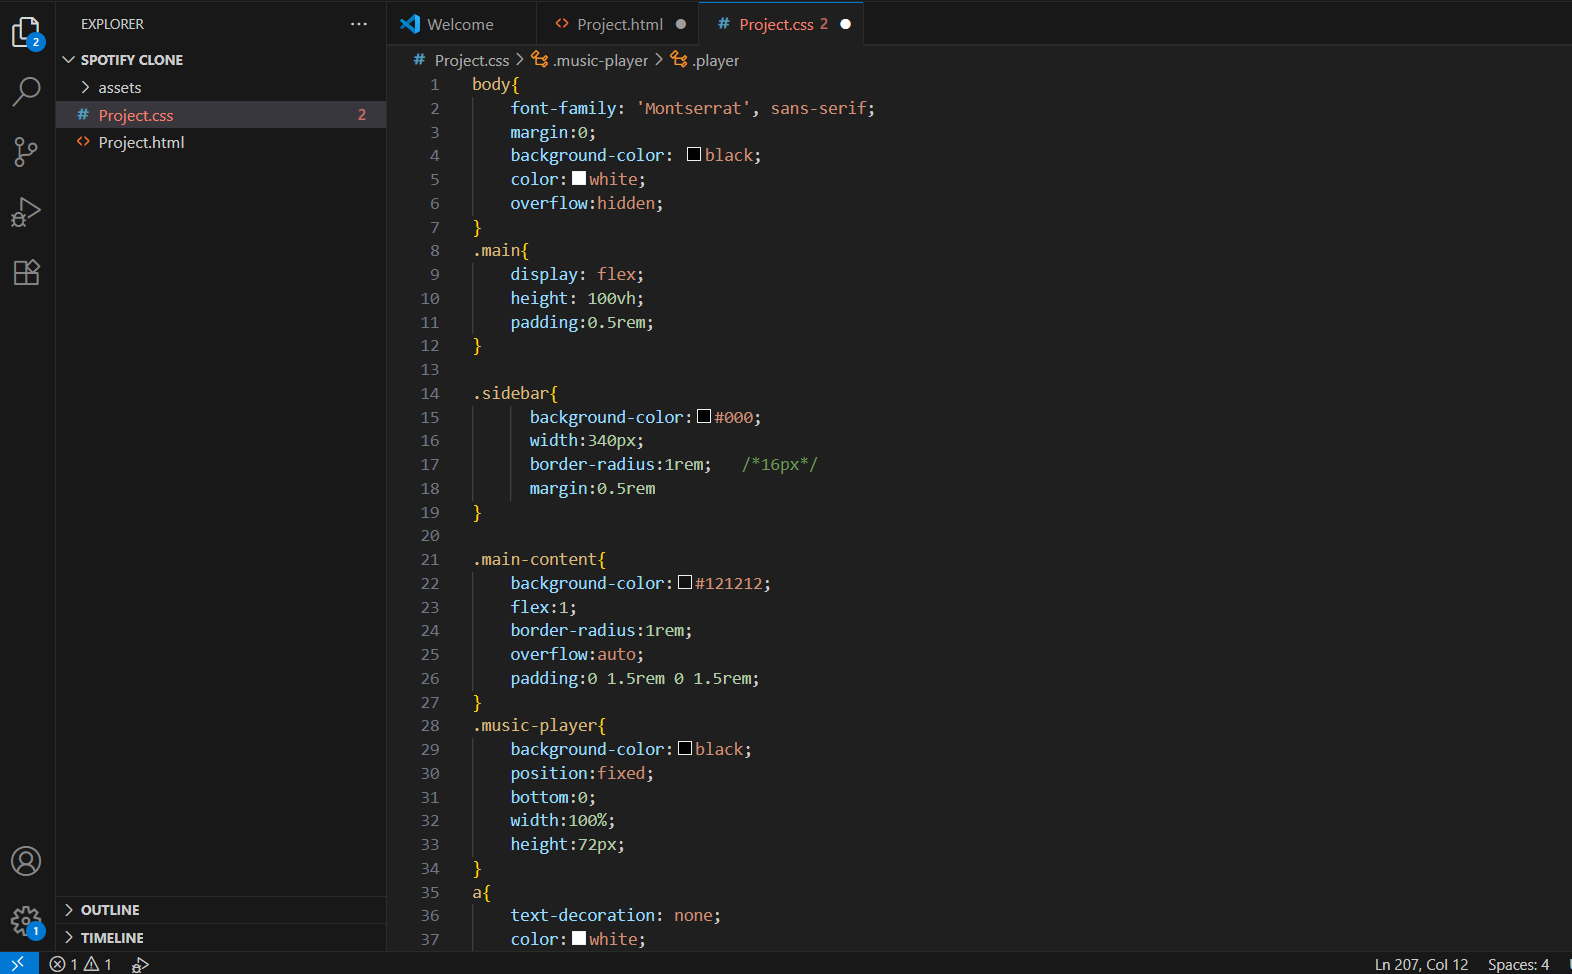 EXPLORER
SPOTIFY CLONE
assets
Project.css 2
Project.html
OUTLINE
TIMELINE
2
1
Welcome
Project.html
Project.css 2
Project.css > .music-player > .player
1 body{
2 font-family: 'Montserrat', sans-serif;
3 margin:0;
4 background-color: black;
5 color:white;
6 overflow:hidden;
7 }
8 .main{
9 display: flex;
10 height: 100vh;
11 padding:0.5rem;
12 }
13
14 .sidebar{
15 background-color:#000;
16 width:340px;
17 border-radius:1rem; /*16px*/
18 margin:0.5rem
19 }
20
21 .main-content{
22 background-color:#121212;
23 flex:1;
24 border-radius:1rem;
25 overflow:auto;
26 padding:0 1.5rem 0 1.5rem;
27 }
28 .music-player{
29 background-color:black;
30 position:fixed;
31 bottom:0;
32 width:100%;
33 height:72px;
34 }
35 a{
36 text-decoration: none;
37 color:white;
1 1
Ln 207, Col 12 Spaces: 4